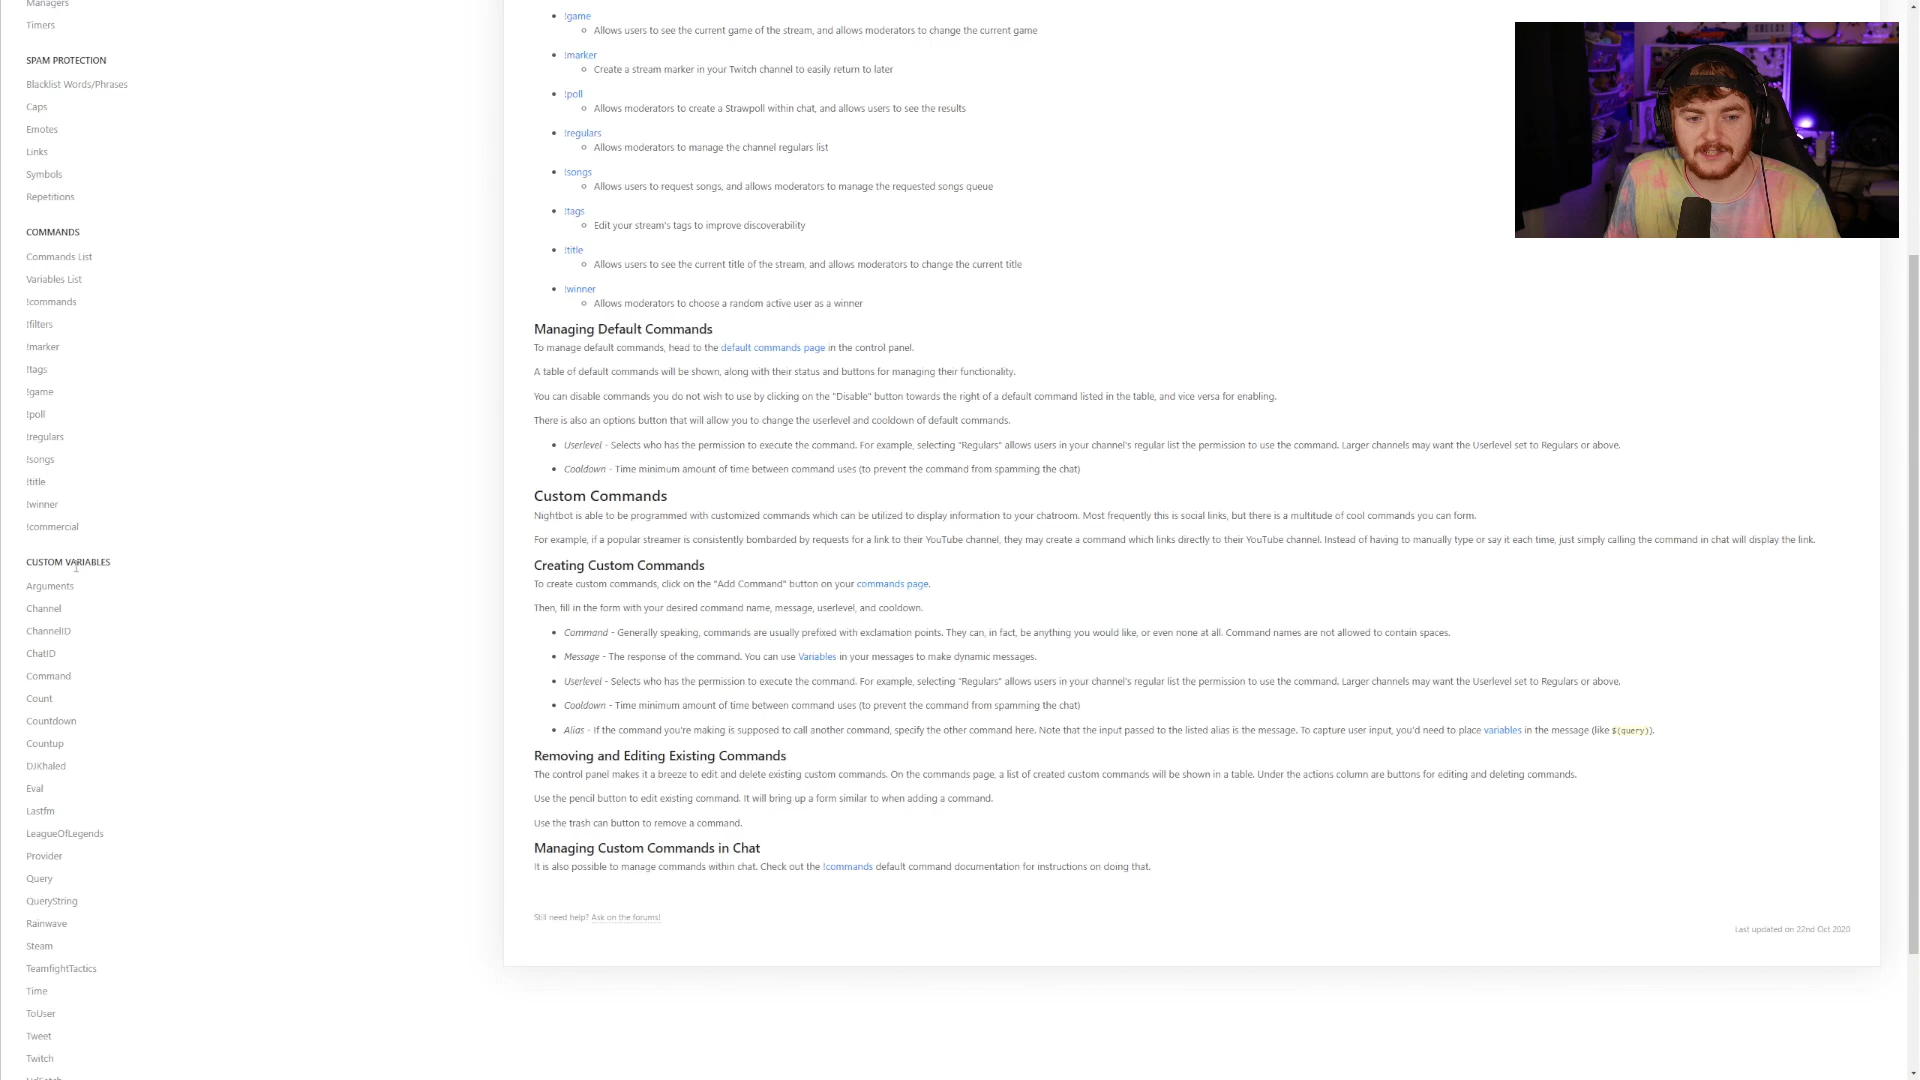 Managers
Timers
SPAM PROTECTION
Blacklist Words/Phrases
Caps
Emotes
Links
Symbols
Repetitions
COMMANDS
Commands List
Variables List
!commands
!filters
!marker
!tags
!game
!poll
!regulars
!songs
!title
!winner
!commercial
CUSTOM VARIABLES
Arguments
Channel
ChannelID
ChatID
Command
Count
Countdown
Countup
DJKhaled
Eval
Lastfm
LeagueOfLegends
Provider
Query
QueryString
Rainwave
Steam
TeamfightTactics
Time
ToUser
Tweet
Twitch
!game
Allows users to see the current game of the stream, and allows moderators to change the current game
!marker
Create a stream marker in your Twitch channel to easily return to later
!poll
Allows moderators to create a Strawpoll within chat, and allows users to see the results
!regulars
Allows moderators to manage the channel regulars list
!songs
Allows users to request songs, and allows moderators to manage the requested songs queue
!tags
Edit your stream's tags to improve discoverability
!title
Allows users to see the current title of the stream, and allows moderators to change the current title
!winner
Allows moderators to choose a random active user as a winner
Managing Default Commands
To manage default commands, head to the default commands page in the control panel.
A table of default commands will be shown, along with their status and buttons for managing their functionality.
You can disable commands you do not wish to use by clicking on the "Disable" button towards the right of a default command listed in the table, and vice versa for enabling.
There is also an options button that will allow you to change the userlevel and cooldown of default commands.
Userlevel - Selects who has the permission to execute the command. For example, selecting "Regulars" allows users in your channel's regular list the permission to use the command. Larger channels may want the Userlevel set to Regulars or above.
Cooldown - Time minimum amount of time between command uses (to prevent the command from spamming the chat)
Custom Commands
Nightbot is able to be programmed with customized commands which can be utilized to display information to your chatroom. Most frequently this is social links, but there is a multitude of cool commands you can form.
For example, if a popular streamer is consistently bombarded by requests for a link to their YouTube channel, they may create a command which links directly to their YouTube channel. Instead of having to manually type or say it each time, just simply calling the command in chat will display the link.
Creating Custom Commands
To create custom commands, click on the "Add Command" button on your commands page.
Then, fill in the form with your desired command name, message, userlevel, and cooldown.
Command - Generally speaking, commands are usually prefixed with exclamation points. They can, in fact, be anything you would like, or even none at all. Command names are not allowed to contain spaces.
Message - The response of the command. You can use Variables in your messages to make dynamic messages.
Userlevel - Selects who has the permission to execute the command. For example, selecting "Regulars" allows users in your channel's regular list the permission to use the command. Larger channels may want the Userlevel set to Regulars or above.
Cooldown - Time minimum amount of time between command uses (to prevent the command from spamming the chat)
Alias - If the command you're making is supposed to call another command, specify the other command here. Note that the input passed to the listed alias is the message. To capture user input, you'd need to place variables in the message (like $(query)).
Removing and Editing Existing Commands
The control panel makes it a breeze to edit and delete existing custom commands. On the commands page, a list of created custom commands will be shown in a table. Under the actions column are buttons for editing and deleting commands.
Use the pencil button to edit existing command. It will bring up a form similar to when adding a command.
Use the trash can button to remove a command.
Managing Custom Commands in Chat
It is also possible to manage commands within chat. Check out the !commands default command documentation for instructions on doing that.
Still need help? Ask on the forums!
Last updated on 22nd Oct 2020